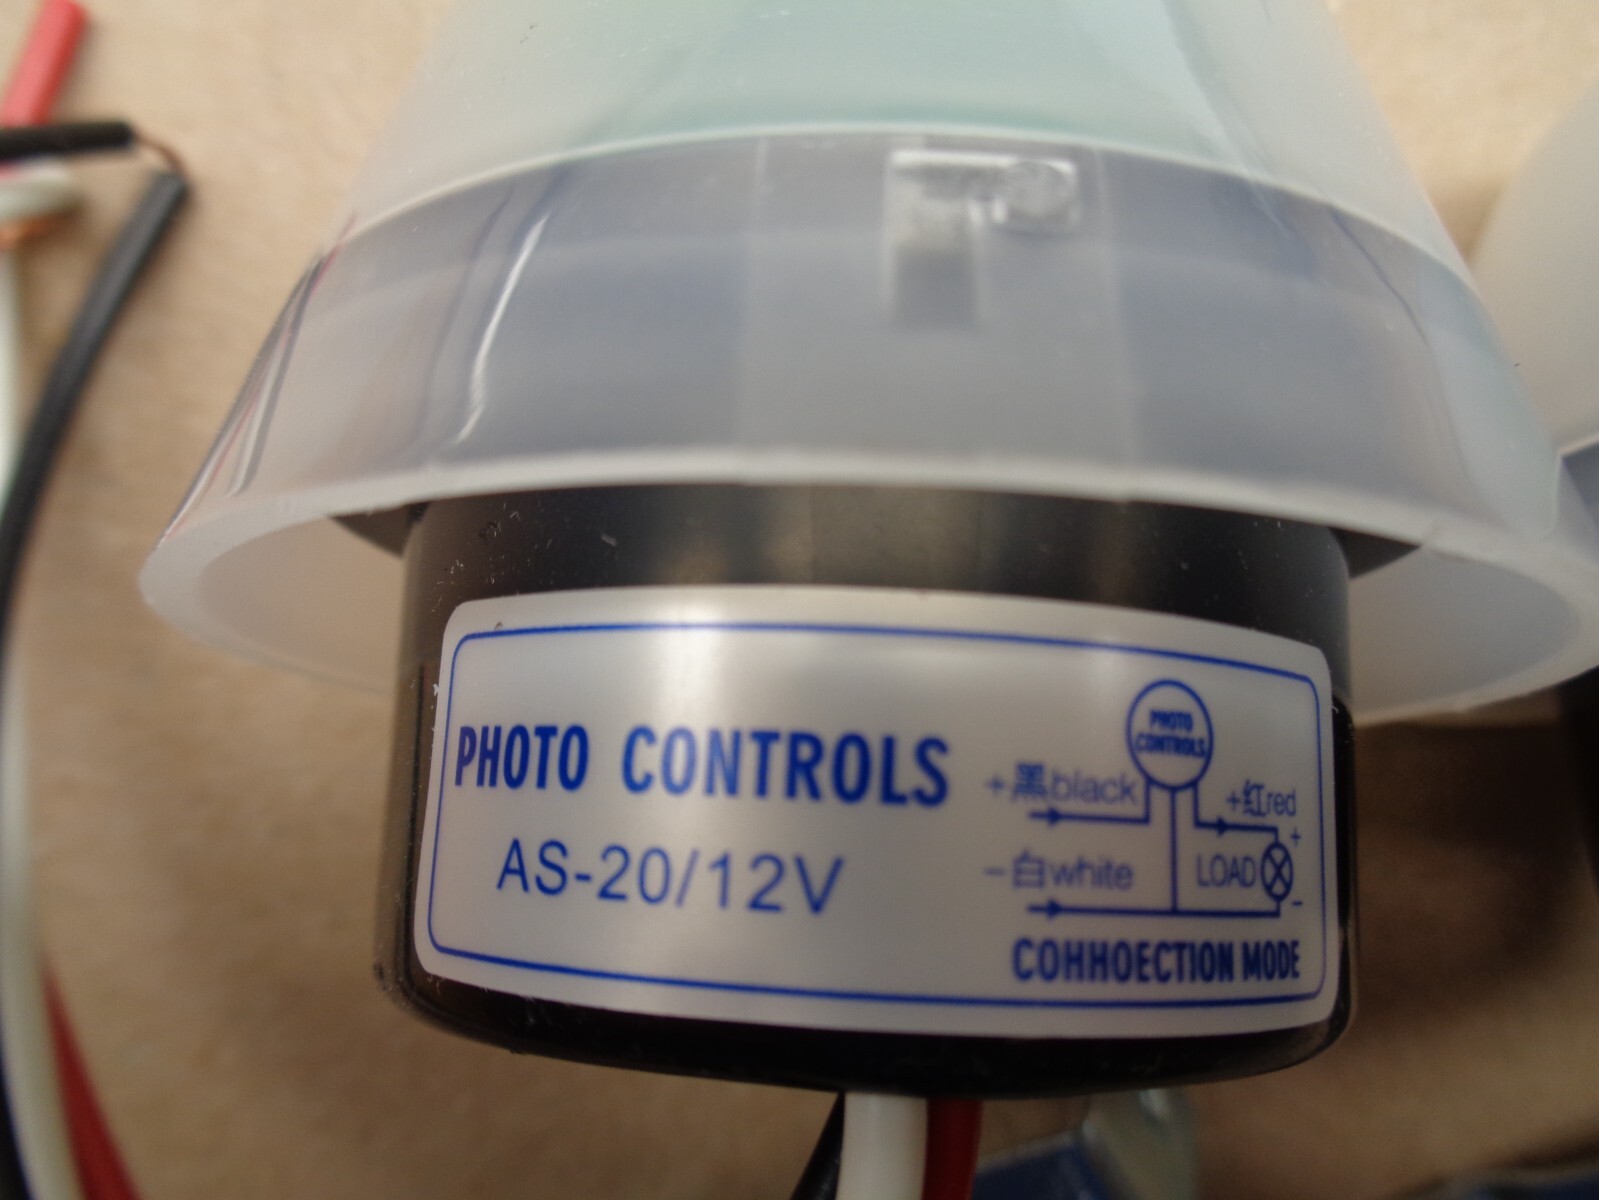 PHOTO CONTROLS
AS-20/12V
PHOTO
CONTROLS
+黑black
+红red
+
-白white
LOAD
-
COHHOECTION MODE